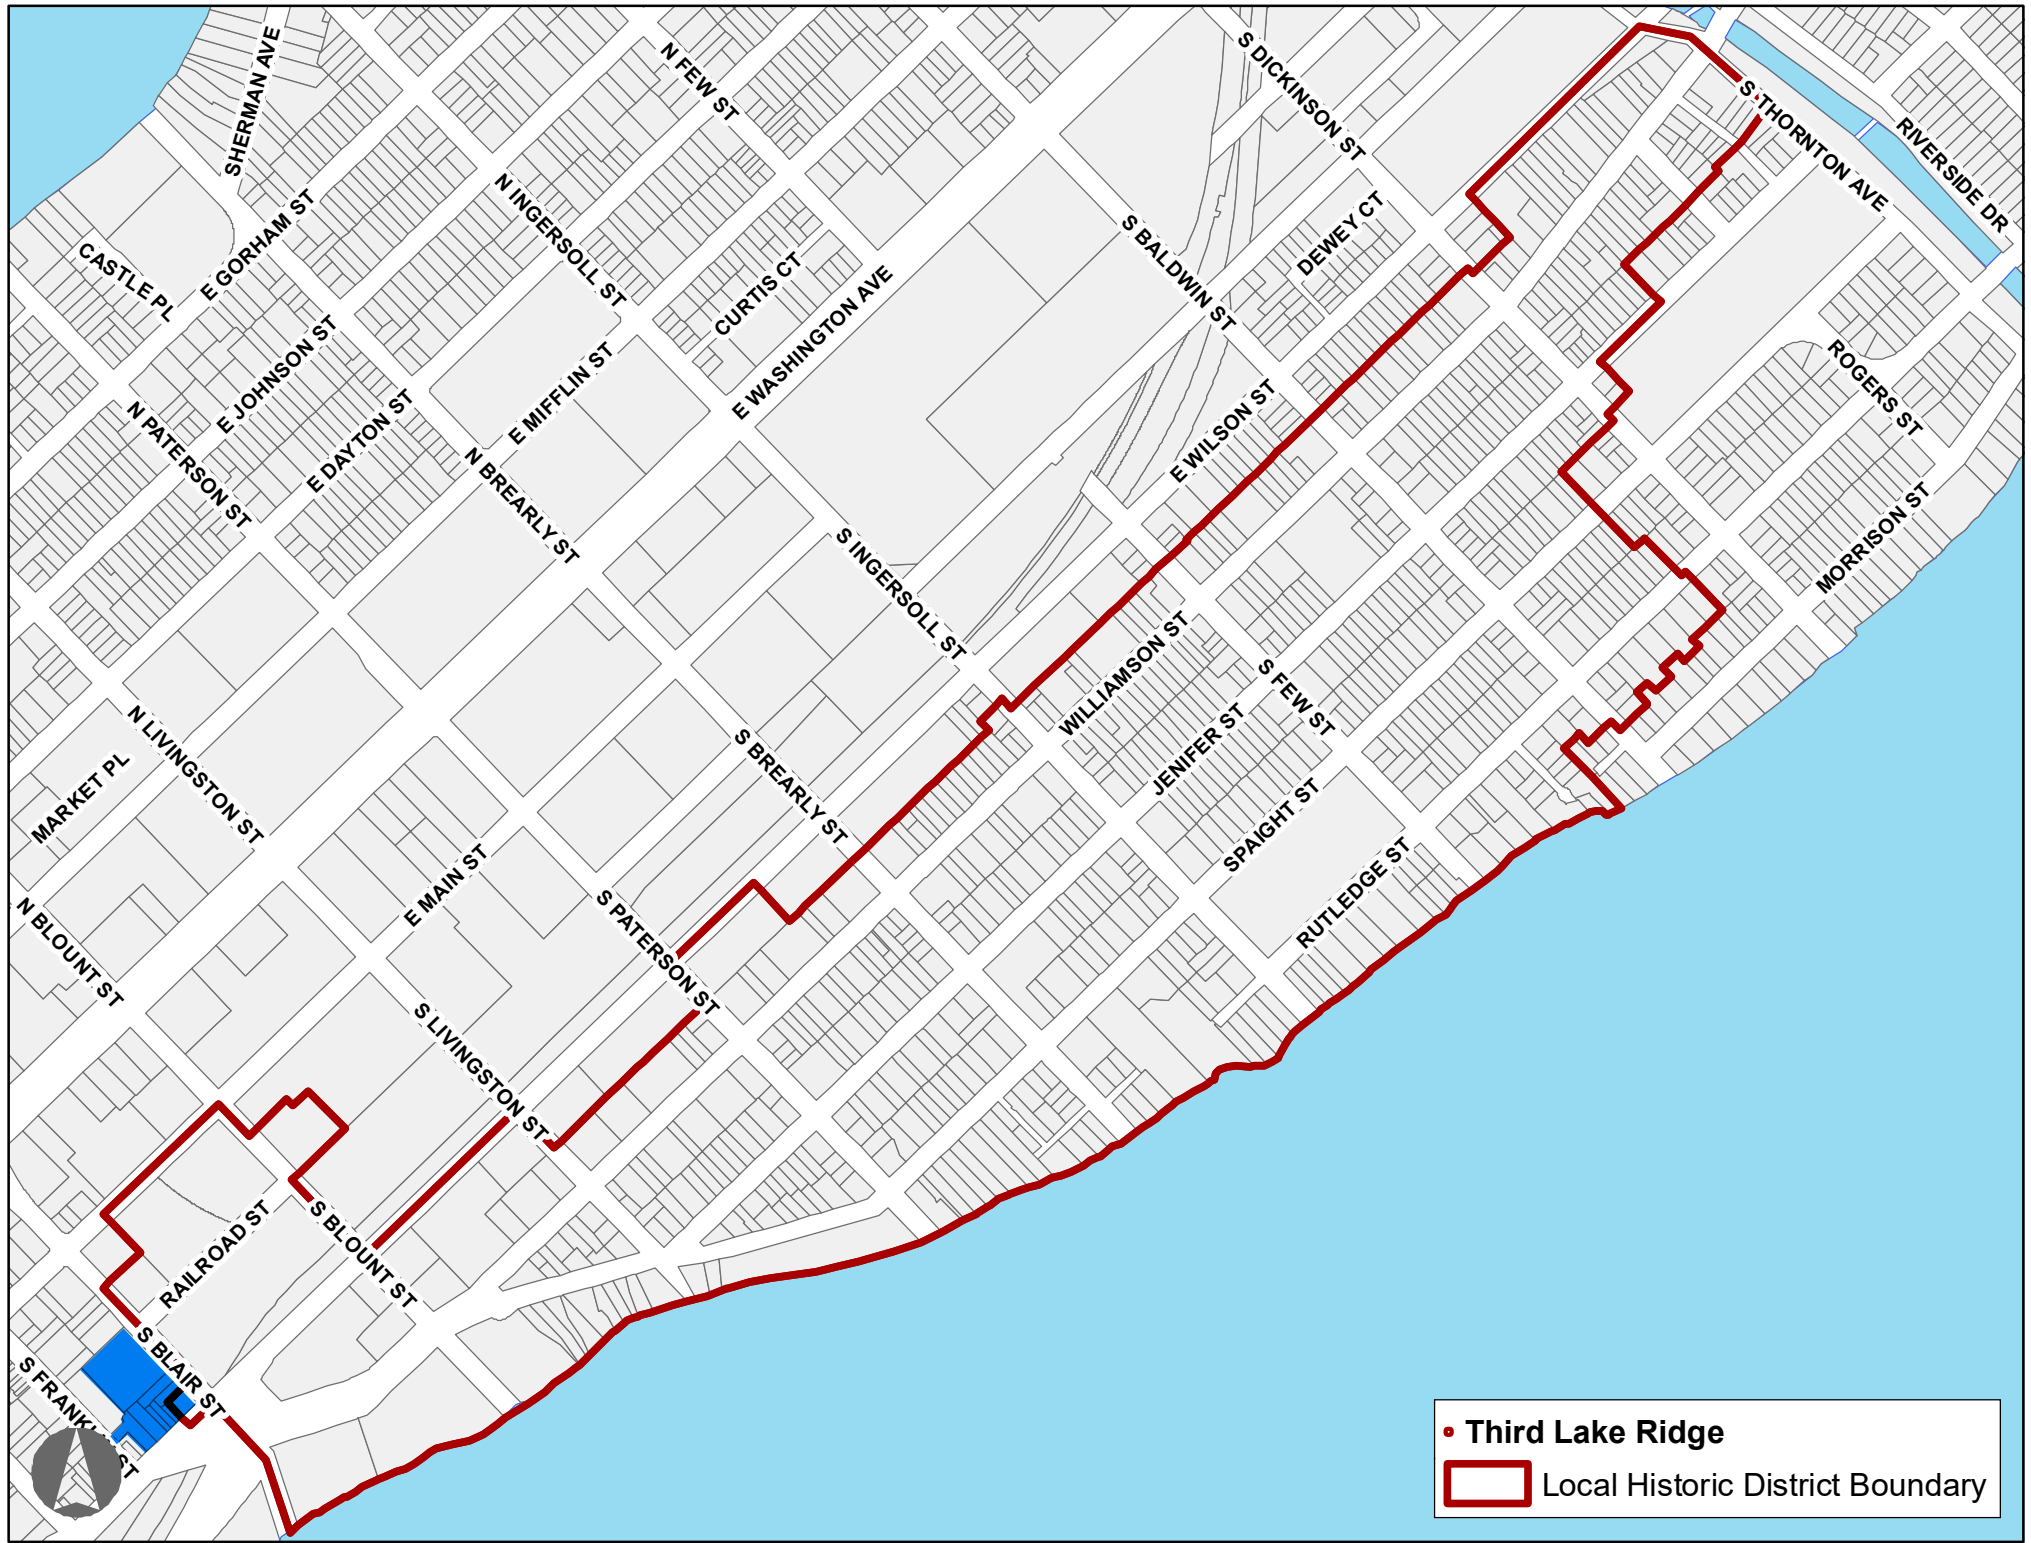 SHERMAN AVE
N FEW ST
S DICKINSON ST
S THORNTON AVE
RIVERSIDE DR
CASTLE PL
E GORHAM ST
N INGERSOLL ST
CURTIS CT
E WASHINGTON AVE
S BALDWIN ST
DEWEY CT
E JOHNSON ST
N PATERSON ST
E DAYTON ST
E MIFFLIN ST
N BREARLY ST
E WILSON ST
ROGERS ST
MORRISON ST
S INGERSOLL ST
WILLIAMSON ST
S FEW ST
JENIFER ST
N LIVINGSTON ST
MARKET PL
S BREARLY ST
SPAIGHT ST
RUTLEDGE ST
E MAIN ST
S PATERSON ST
N BLOUNT ST
S LIVINGSTON ST
RAILROAD ST
S BLOUNT ST
S BLAIR ST
S FRANKLIN ST
Third Lake Ridge
Local Historic District Boundary